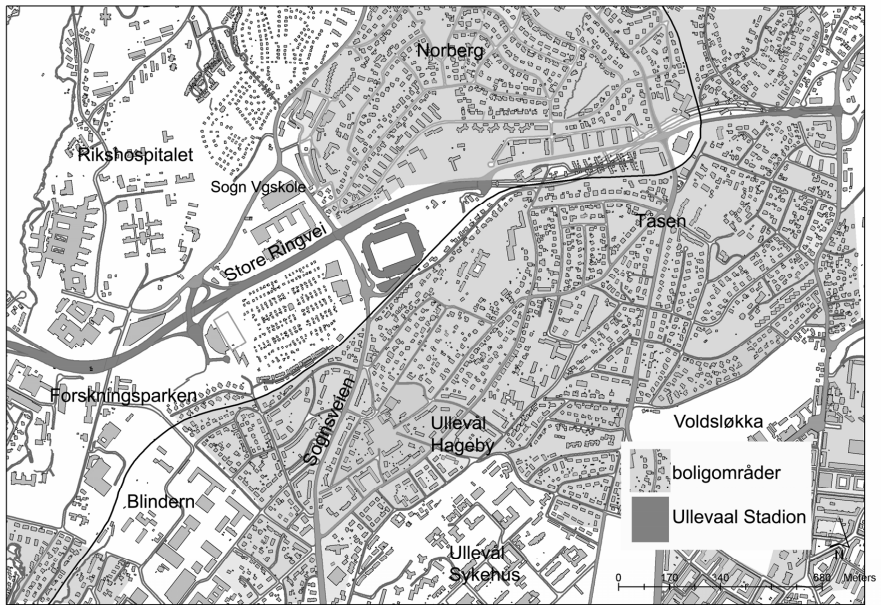 Norberg
Rikshospitalet
Sogn Vgskole
Store Ringvei
Tåsen
Forskningsparken
Sognsveien
Ullevål
Hageby
Voldsløkka
boligområder
Blindern
Ullevaal Stadion
Ullevål
Sykehus
N
0 170 340 680 Meters